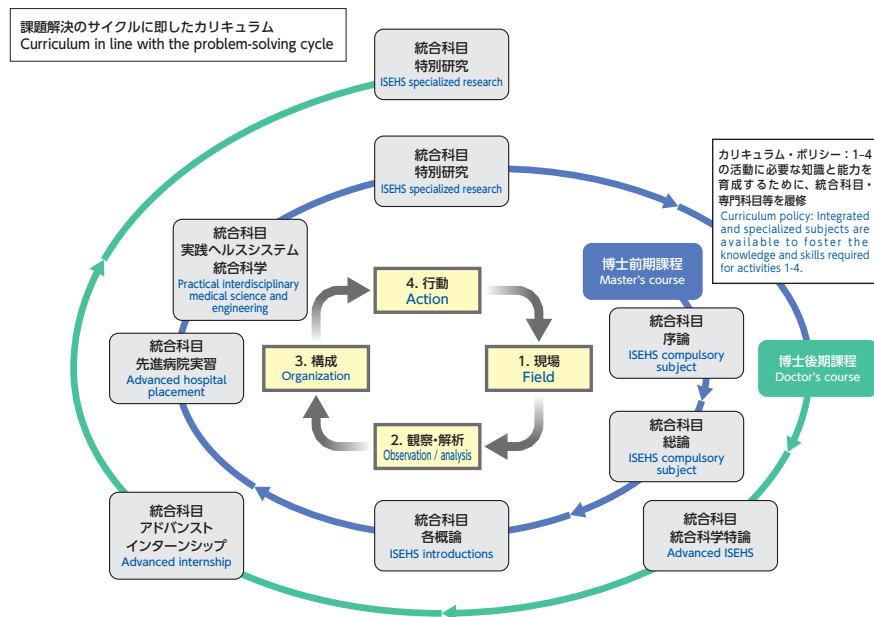 課題解決のサイクルに即したカリキュラム
Curriculum in line with the problem-solving cycle
統合科目
特別研究
ISEHS specialized research
統合科目
特別研究
ISEHS specialized research
カリキュラム・ポリシー：1–4
の活動に必要な知識と能力を
育成するために、統合科目・
専門科目等を履修
Curriculum policy: Integrated
and specialized subjects are
available to foster the
knowledge and skills required
for activities 1-4.
統合科目
実践ヘルスシステム
統合科学
Practical interdisciplinary
medical science and
engineering
博士前期課程
Master's course
4. 行動
Action
統合科目
序論
ISEHS compulsory
subject
統合科目
先進病院実習
Advanced hospital
placement
3. 構成
Organization
1. 現場
Field
博士後期課程
Doctor's course
2. 観察・解析
Observation / analysis
統合科目
総論
ISEHS compulsory
subject
統合科目
アドバンスト
インターンシップ
Advanced internship
統合科目
各概論
ISEHS introductions
統合科目
統合科学特論
Advanced ISEHS